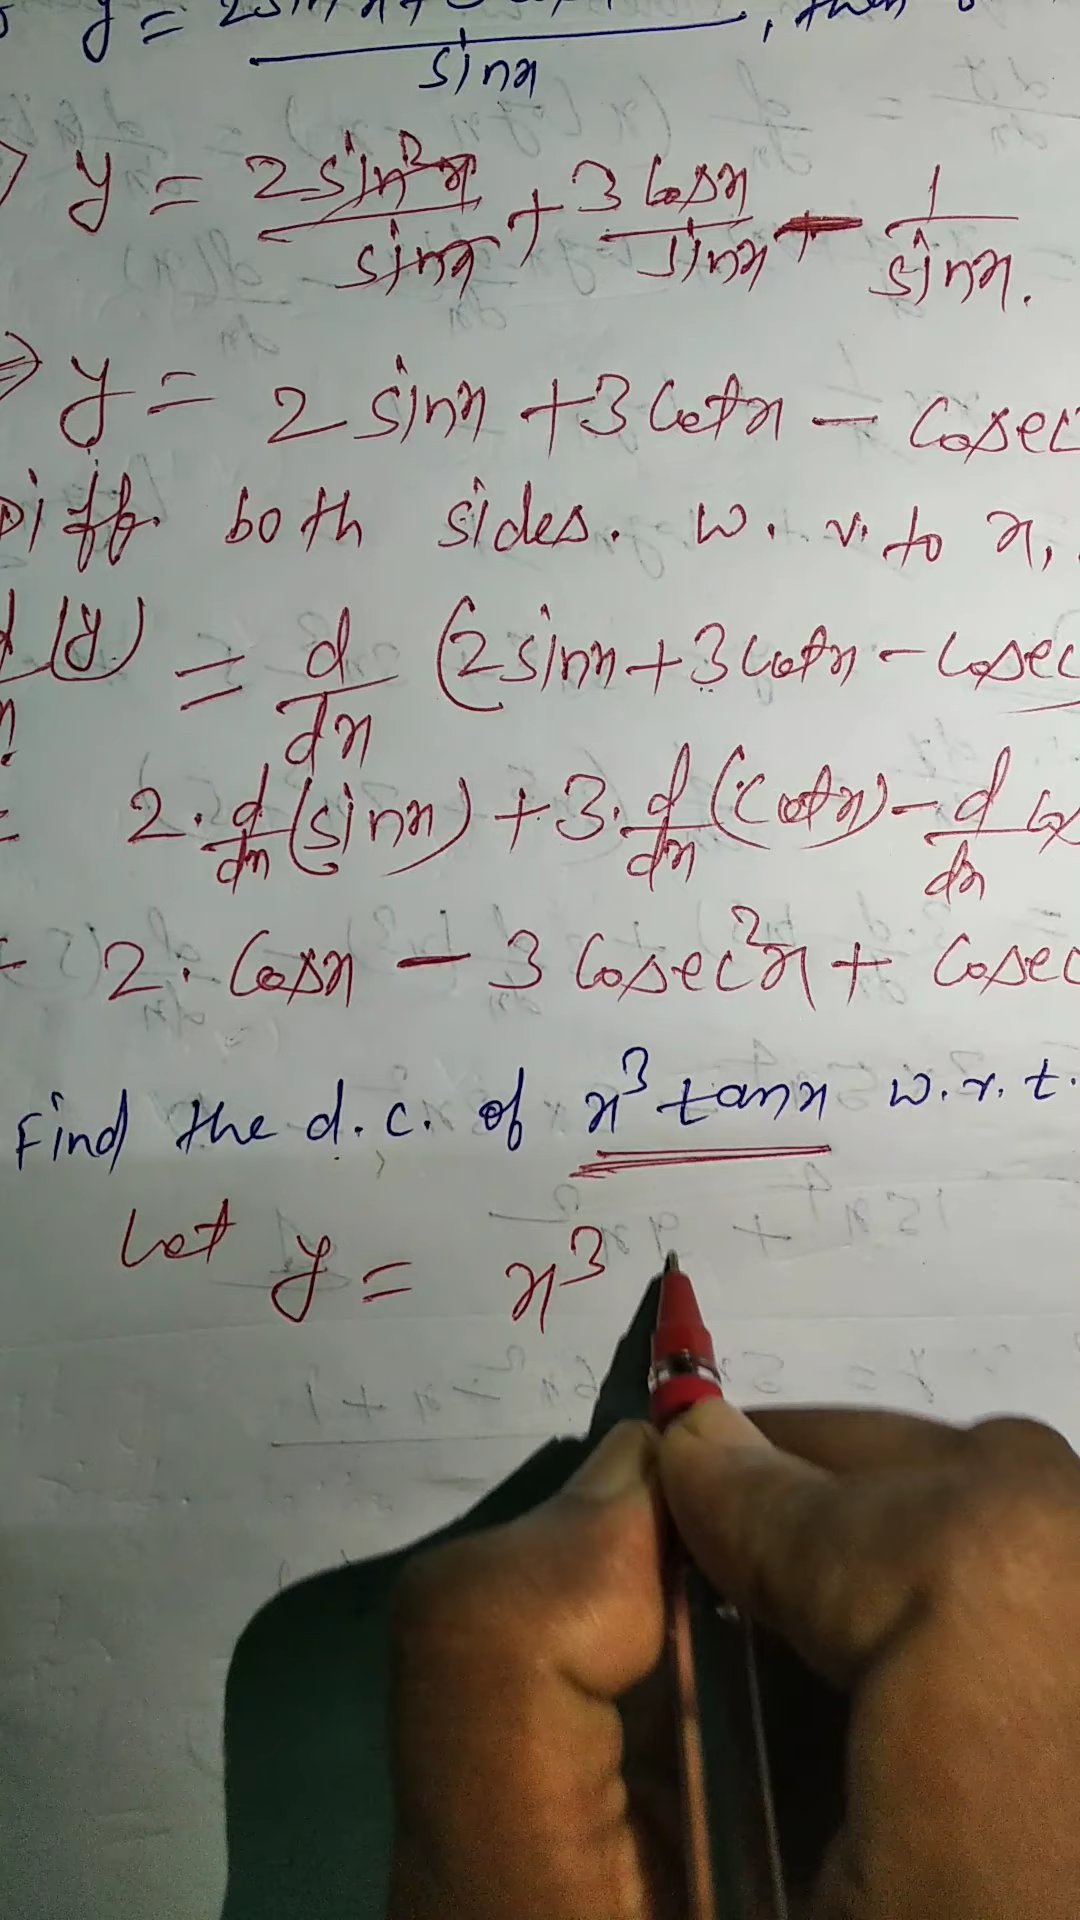 y =
sinx
y = 2sin²x/sinx + 3cosx/sinx - 1/sinx.
⇒ y = 2 sinx + 3 cotx - cosec
Diff. both sides. w. r. to x,
(y) = d/dx (2sinx + 3cotx - cosec
= 2. d/dx (sinx) + 3. d/dx (cotx) - d/dx co
= 2. cosx - 3 cosec²x + cosec
Find the d. c. of x³ tanx w.r.t.
Let y = x³